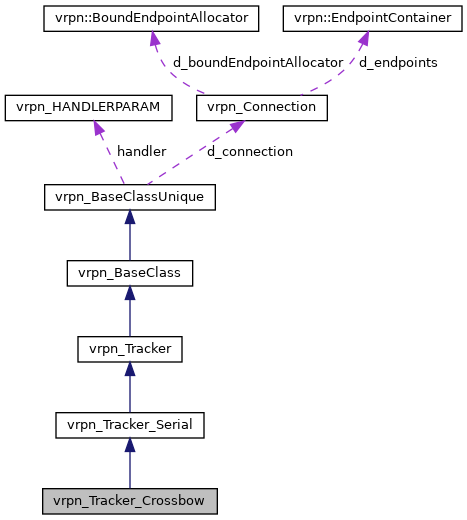 vrpn::BoundEndpointAllocator
vrpn::EndpointContainer
d_boundEndpointAllocator
d_endpoints
vrpn_HANDLERPARAM
vrpn_Connection
handler
d_connection
vrpn_BaseClassUnique
vrpn_BaseClass
vrpn_Tracker
vrpn_Tracker_Serial
vrpn_Tracker_Crossbow